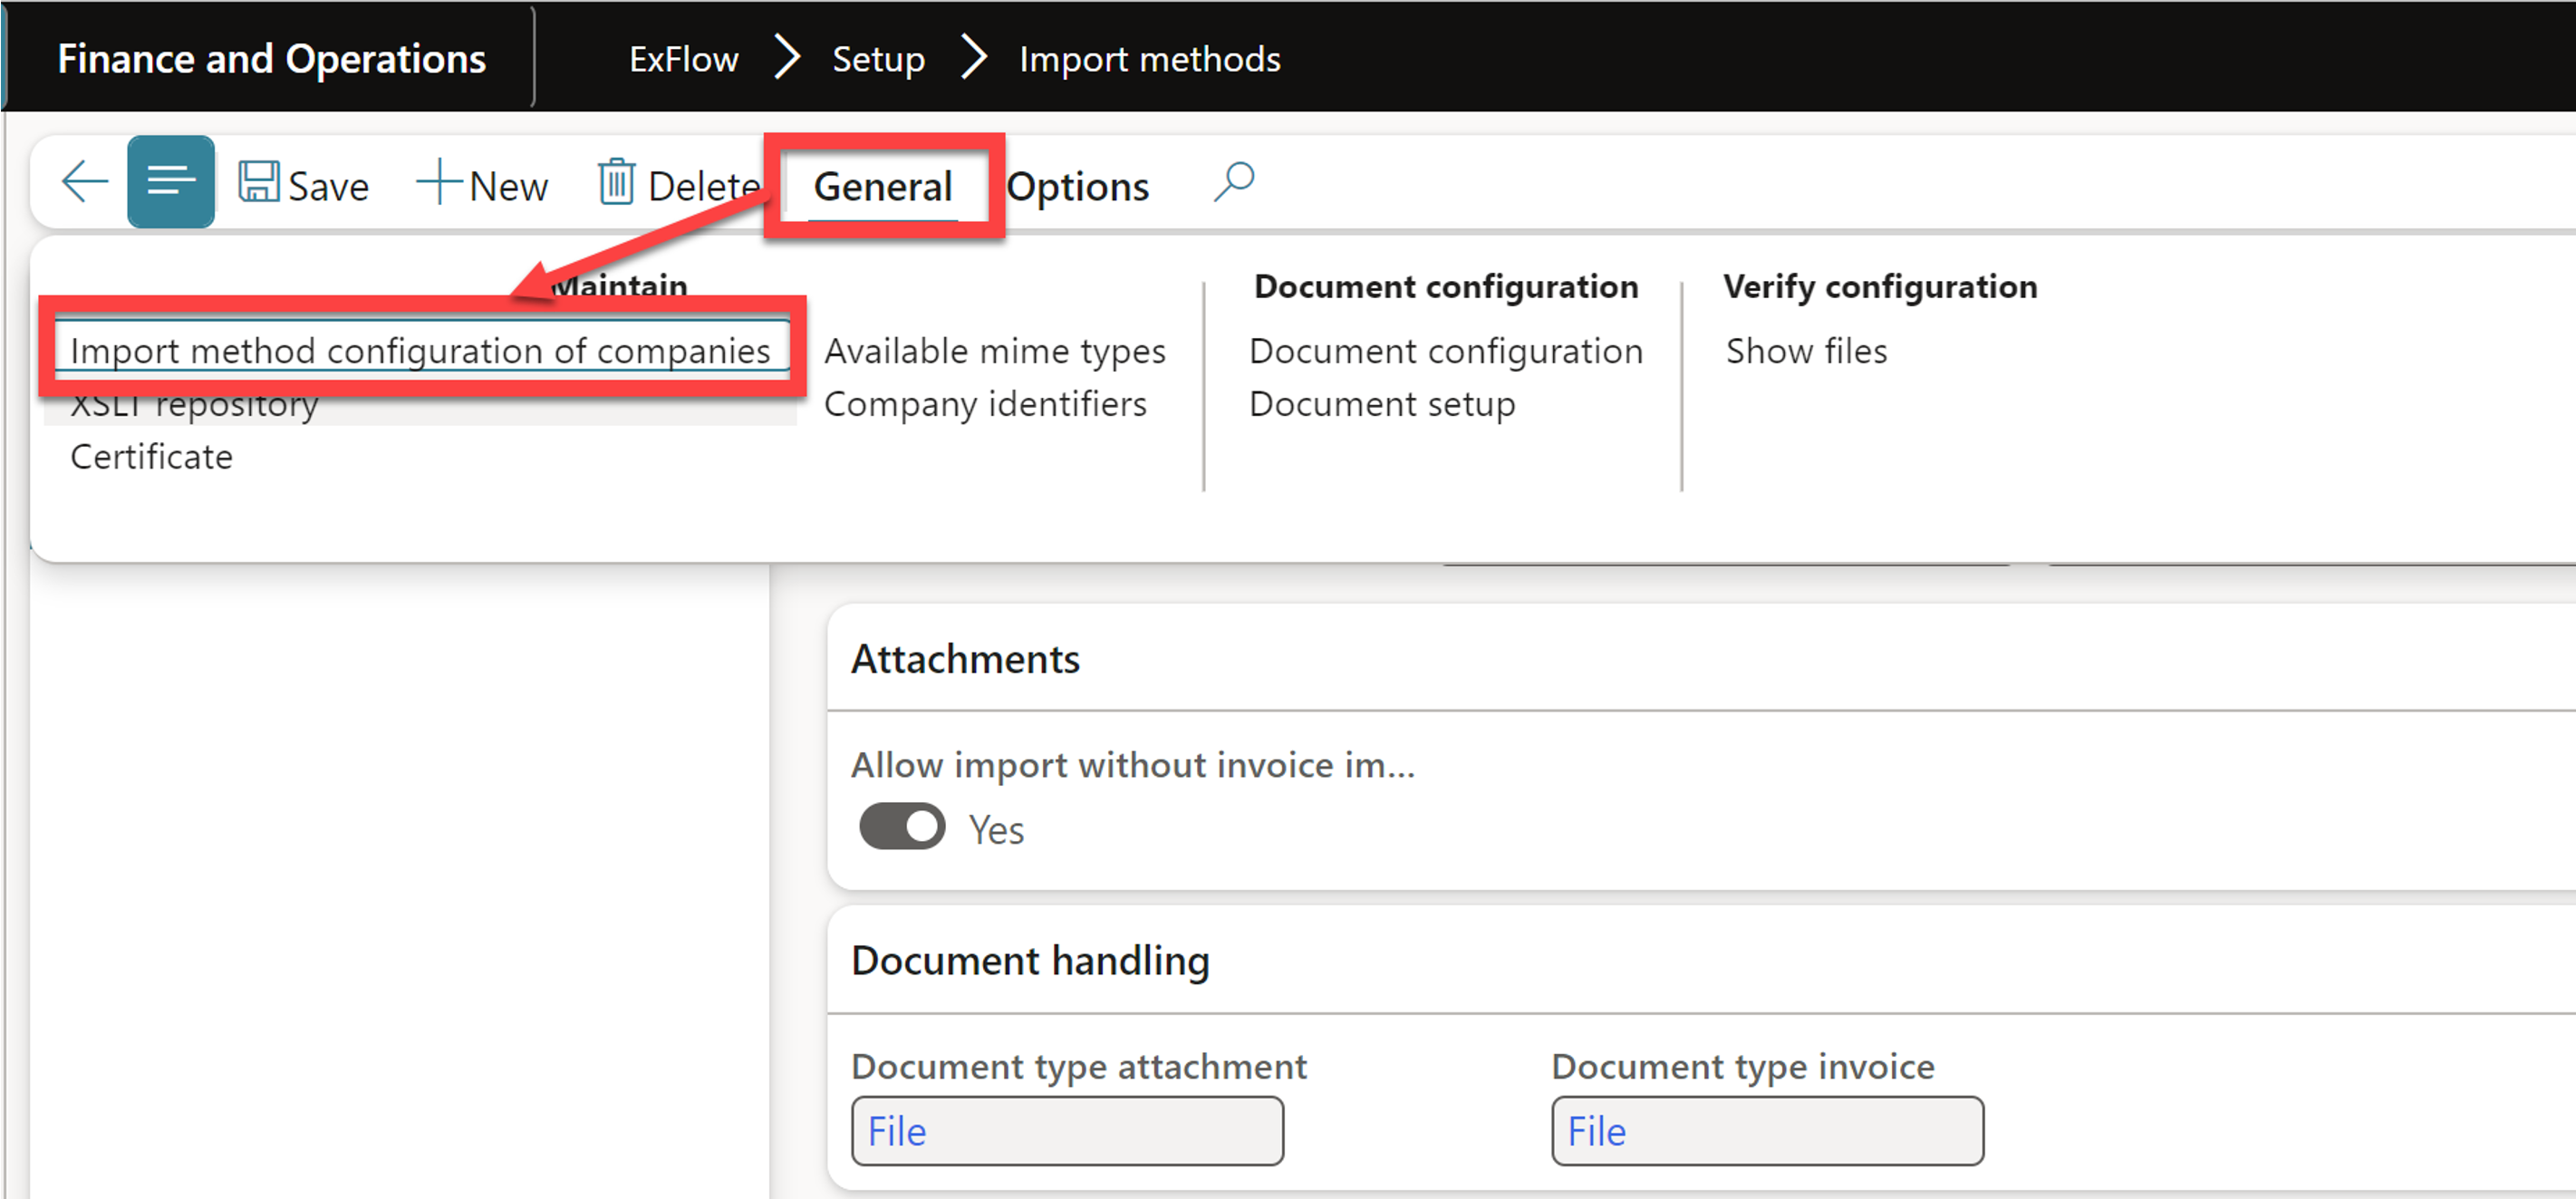 Finance and Operations
ExFlow > Setup > Import methods
Save
New
Delete
General
Options
Maintain
Import method configuration of companies
XSLT repository
Certificate
Available mime types
Company identifiers
Document configuration
Document configuration
Document setup
Verify configuration
Show files
Attachments
Allow import without invoice im...
Yes
Document handling
Document type attachment
File
Document type invoice
File